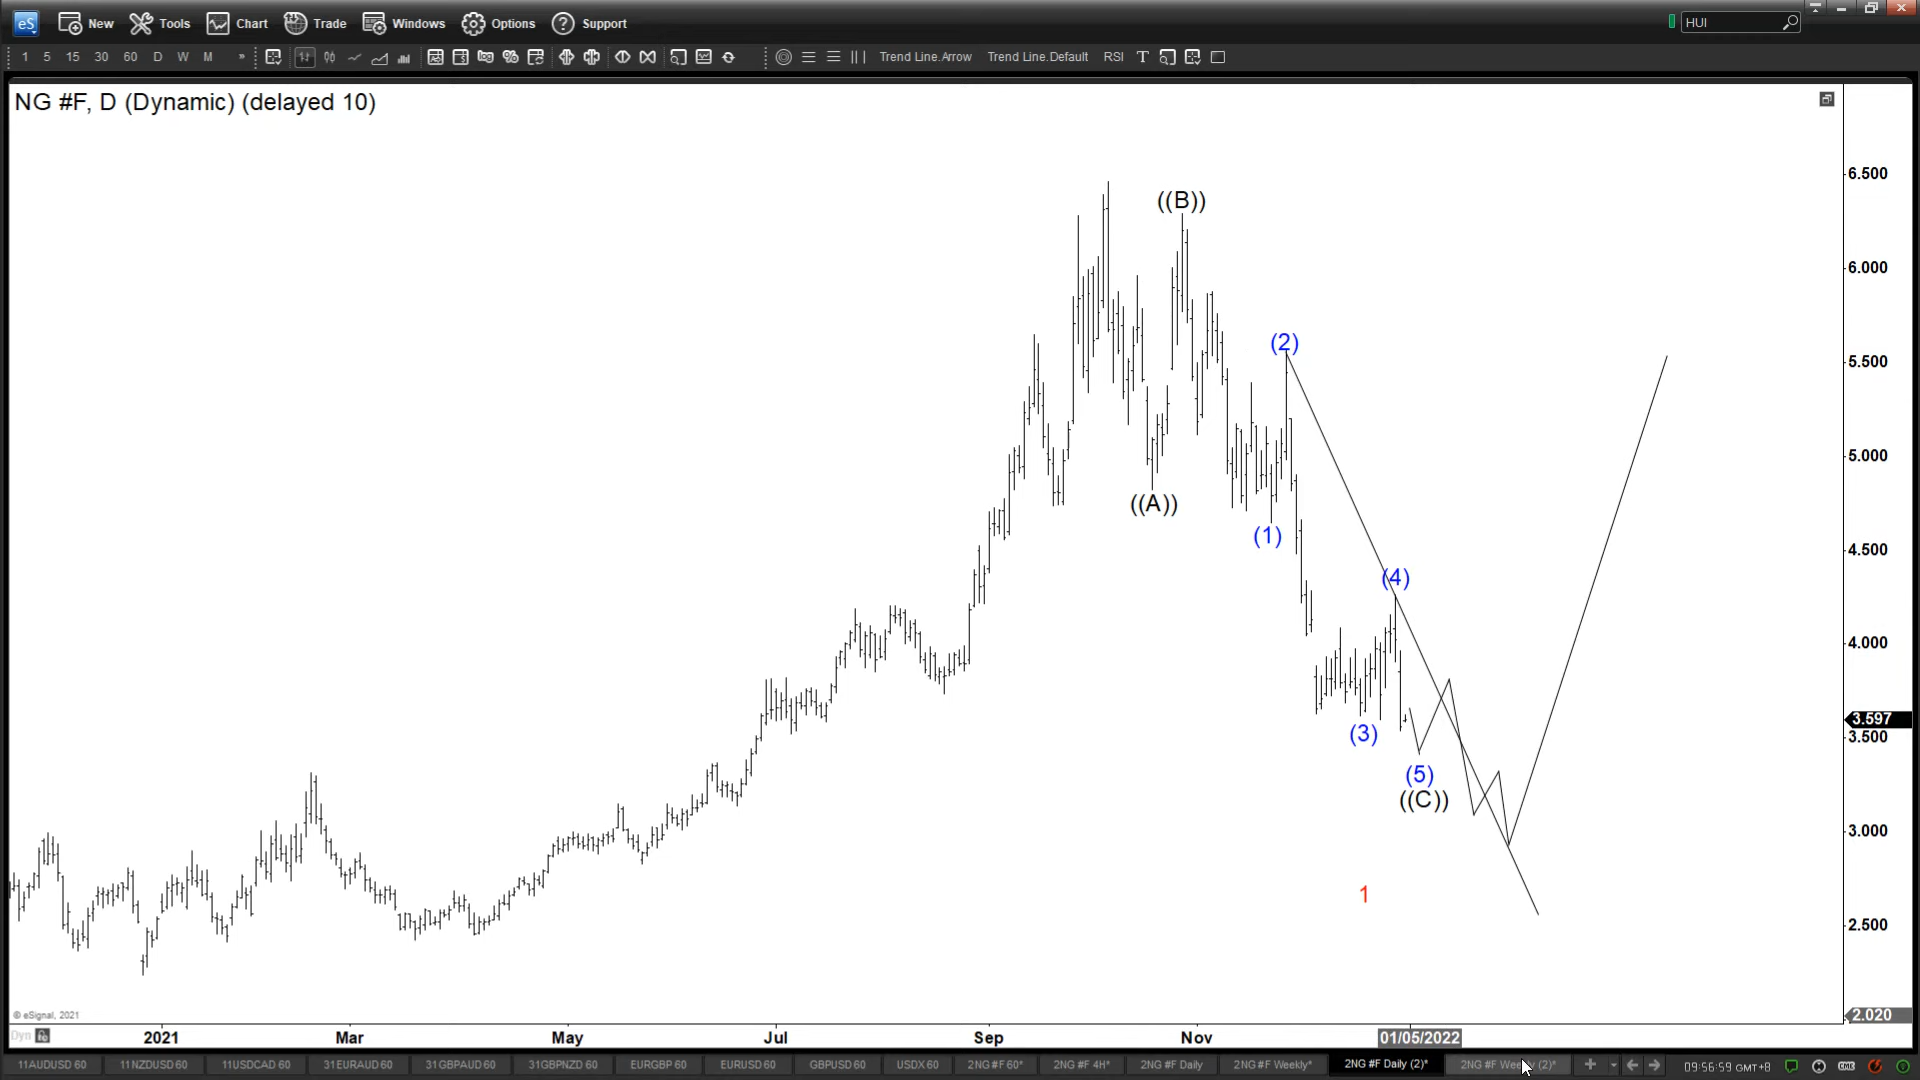 eS New Tools Chart Trade Windows Options Support HUI
1 5 15 30 60 D W M » Trend Line.Arrow Trend Line.Default RSI T
NG #F, D (Dynamic) (delayed 10)
6.500
((B))
6.000
(2)
5.500
5.000
((A))
(1)
4.500
(4)
4.000
3.597
(3)
3.500
(5)
((C))
3.000
1
2.500
© eSignal, 2021
2.020
Dyn
2021 Mar May Jul Sep Nov 01/05/2022
11AUDUSD 60 11NZDUSD 60 11USDCAD 60 31EURAUD 60 31GBPAUD 60 31GBPNZD 60 EURGBP 60 EURUSD 60 GBPUSD 60 USDX 60 2NG #F 60* 2NG #F 4H* 2NG #F Daily 2NG #F Weekly* 2NG #F Daily (2)* 2NG #F Weekly (2)* 09:56:59 GMT+8